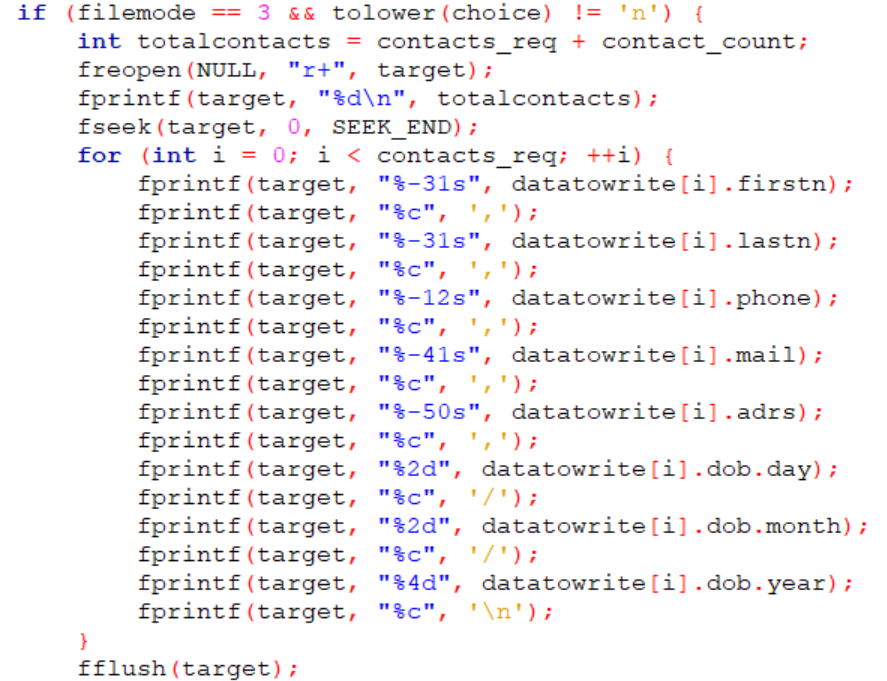 if (filemode == 3 && tolower(choice) != 'n') {
    int totalcontacts = contacts_req + contact_count;
    freopen(NULL, "r+", target);
    fprintf(target, "%d\n", totalcontacts);
    fseek(target, 0, SEEK_END);
    for (int i = 0; i < contacts_req; ++i) {
        fprintf(target, "%-31s", datatowrite[i].firstn);
        fprintf(target, "%c", ',');
        fprintf(target, "%-31s", datatowrite[i].lastn);
        fprintf(target, "%c", ',');
        fprintf(target, "%-12s", datatowrite[i].phone);
        fprintf(target, "%c", ',');
        fprintf(target, "%-41s", datatowrite[i].mail);
        fprintf(target, "%c", ',');
        fprintf(target, "%-50s", datatowrite[i].adrs);
        fprintf(target, "%c", ',');
        fprintf(target, "%2d", datatowrite[i].dob.day);
        fprintf(target, "%c", '/');
        fprintf(target, "%2d", datatowrite[i].dob.month);
        fprintf(target, "%c", '/');
        fprintf(target, "%4d", datatowrite[i].dob.year);
        fprintf(target, "%c", '\n');
    }
    fflush(target);